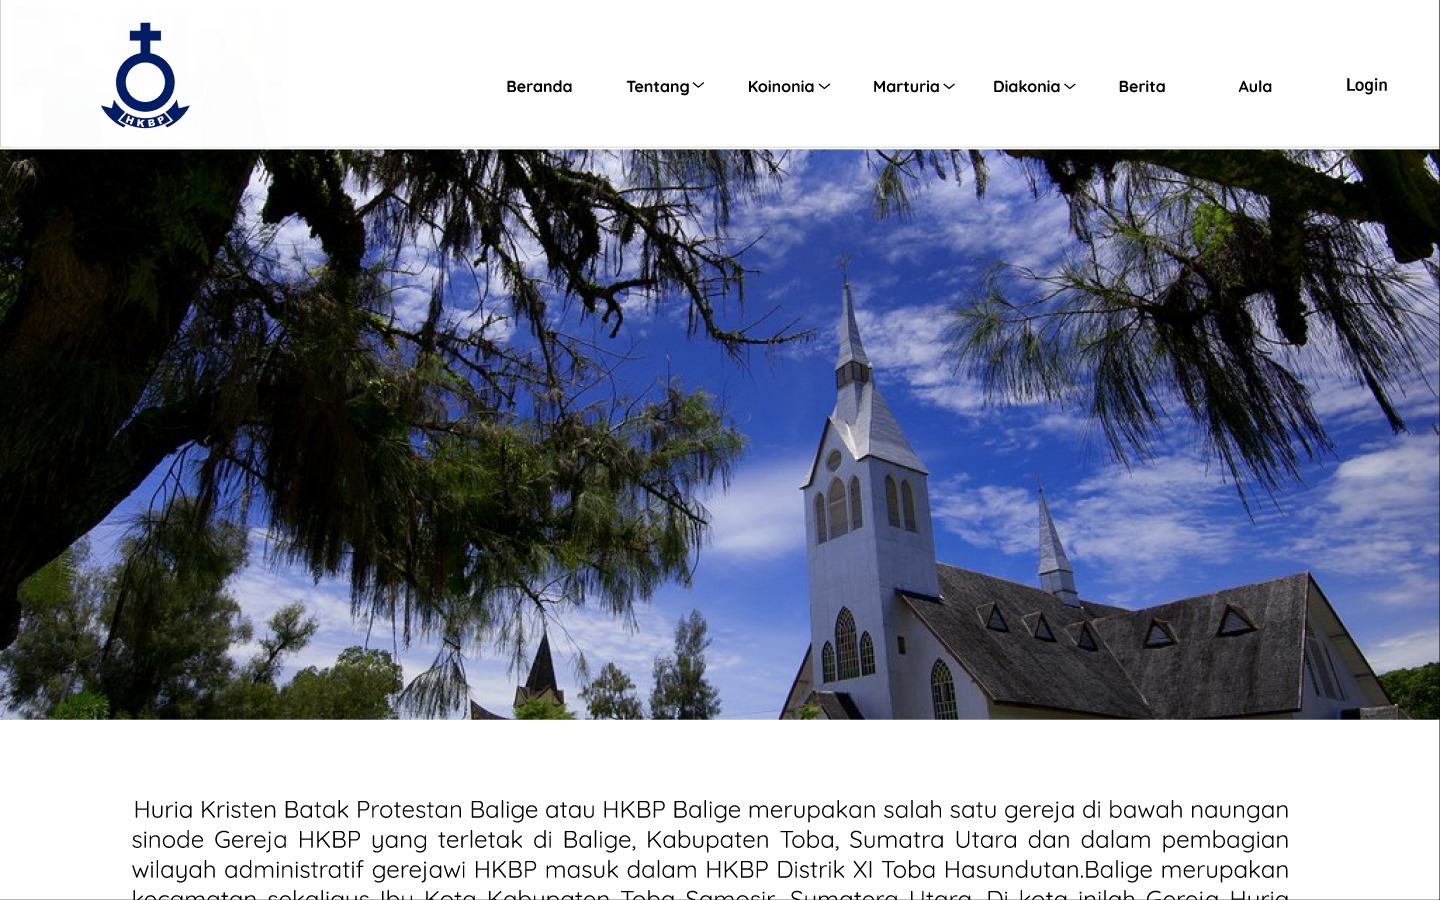 HKBP
Beranda
Tentang
Koinonia
Marturia
Diakonia
Berita
Aula
Login
Huria Kristen Batak Protestan Balige atau HKBP Balige merupakan salah satu gereja di bawah naungan
sinode Gereja HKBP yang terletak di Balige, Kabupaten Toba, Sumatra Utara dan dalam pembagian
wilayah administratif gerejawi HKBP masuk dalam HKBP Distrik XI Toba Hasundutan.Balige merupakan
kecamatan sekaligus Ibu Kota Kabupaten Toba Samosir, Sumatera Utara. Di kota inilah Gereja Huria